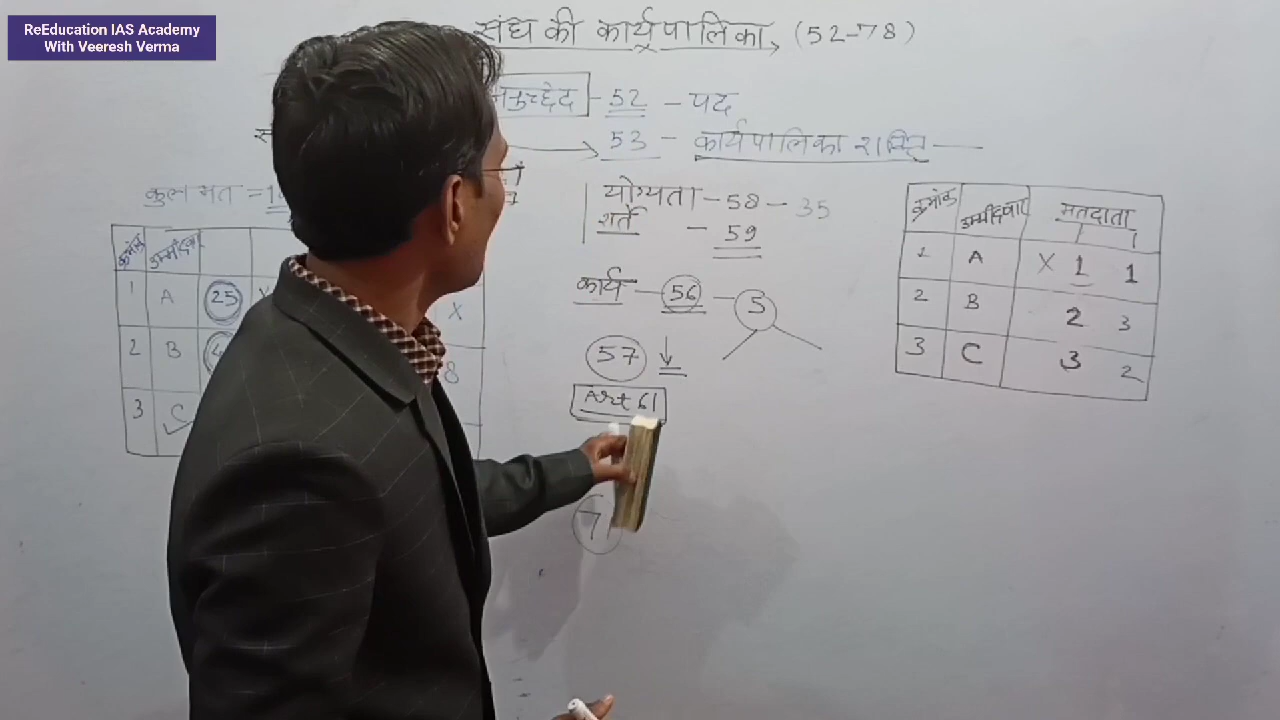 ReEducation IAS Academy
With Veeresh Verma
संघ की कार्यपालिका, (52-78)
52 - पद
53 - कार्यपालिका शक्ति
कुल मत =
योग्यता - 58 - 35
शर्ते - 59
कार्य - 56 - 5
57
Art 61
71
क्रमांक उम्मीदवार
1 A 25 X X
2 B 8
3 C
क्रमांक उम्मीदवार मतदाता
1 A X 1 1
2 B 2 3
3 C 3 2